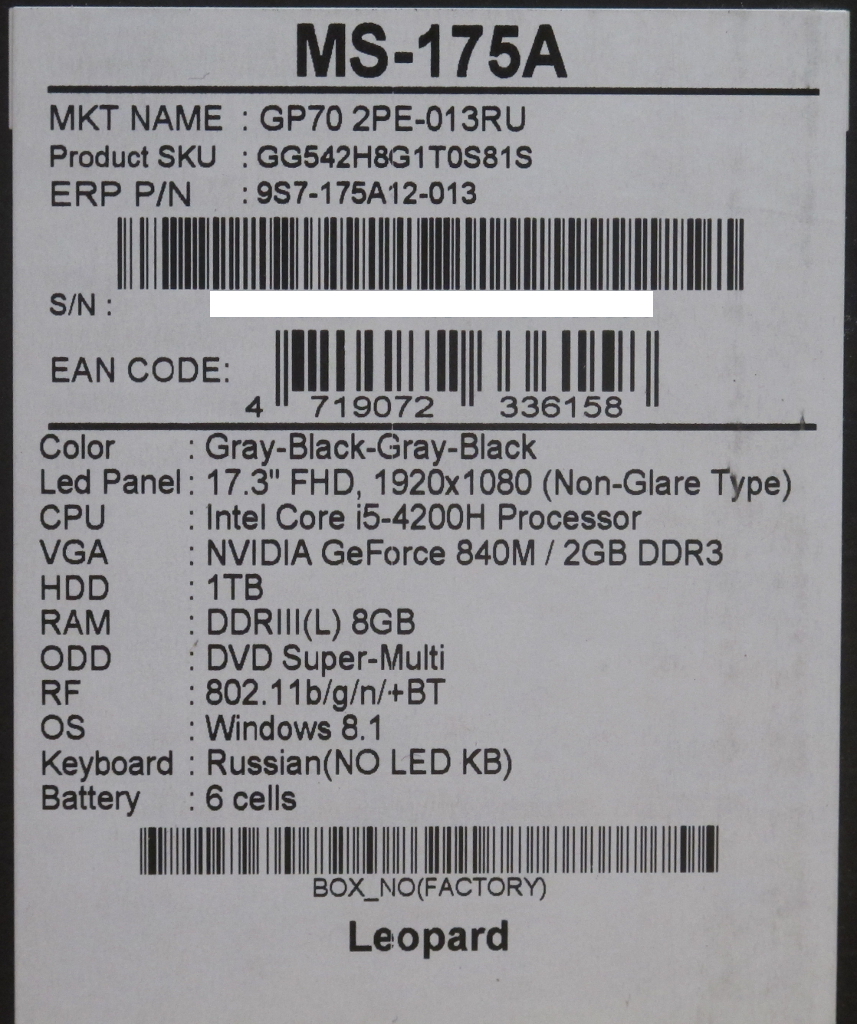 MS-175A
MKT NAME : GP70 2PE-013RU
Product SKU : GG542H8G1T0S81S
ERP P/N : 9S7-175A12-013
S/N :
EAN CODE: 4 719072 336158
Color : Gray-Black-Gray-Black
Led Panel : 17.3" FHD, 1920x1080 (Non-Glare Type)
CPU : Intel Core i5-4200H Processor
VGA : NVIDIA GeForce 840M / 2GB DDR3
HDD : 1TB
RAM : DDRIII(L) 8GB
ODD : DVD Super-Multi
RF : 802.11b/g/n/+BT
OS : Windows 8.1
Keyboard : Russian(NO LED KB)
Battery : 6 cells
BOX_NO(FACTORY)
Leopard